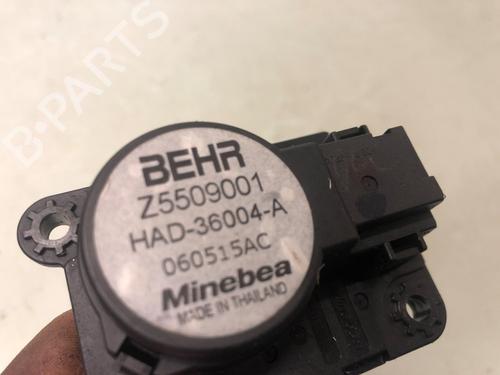 B-PARTS
BEHR
Z5509001
HAD-36004-A
060515AC
Minebea
MADE IN THAILAND